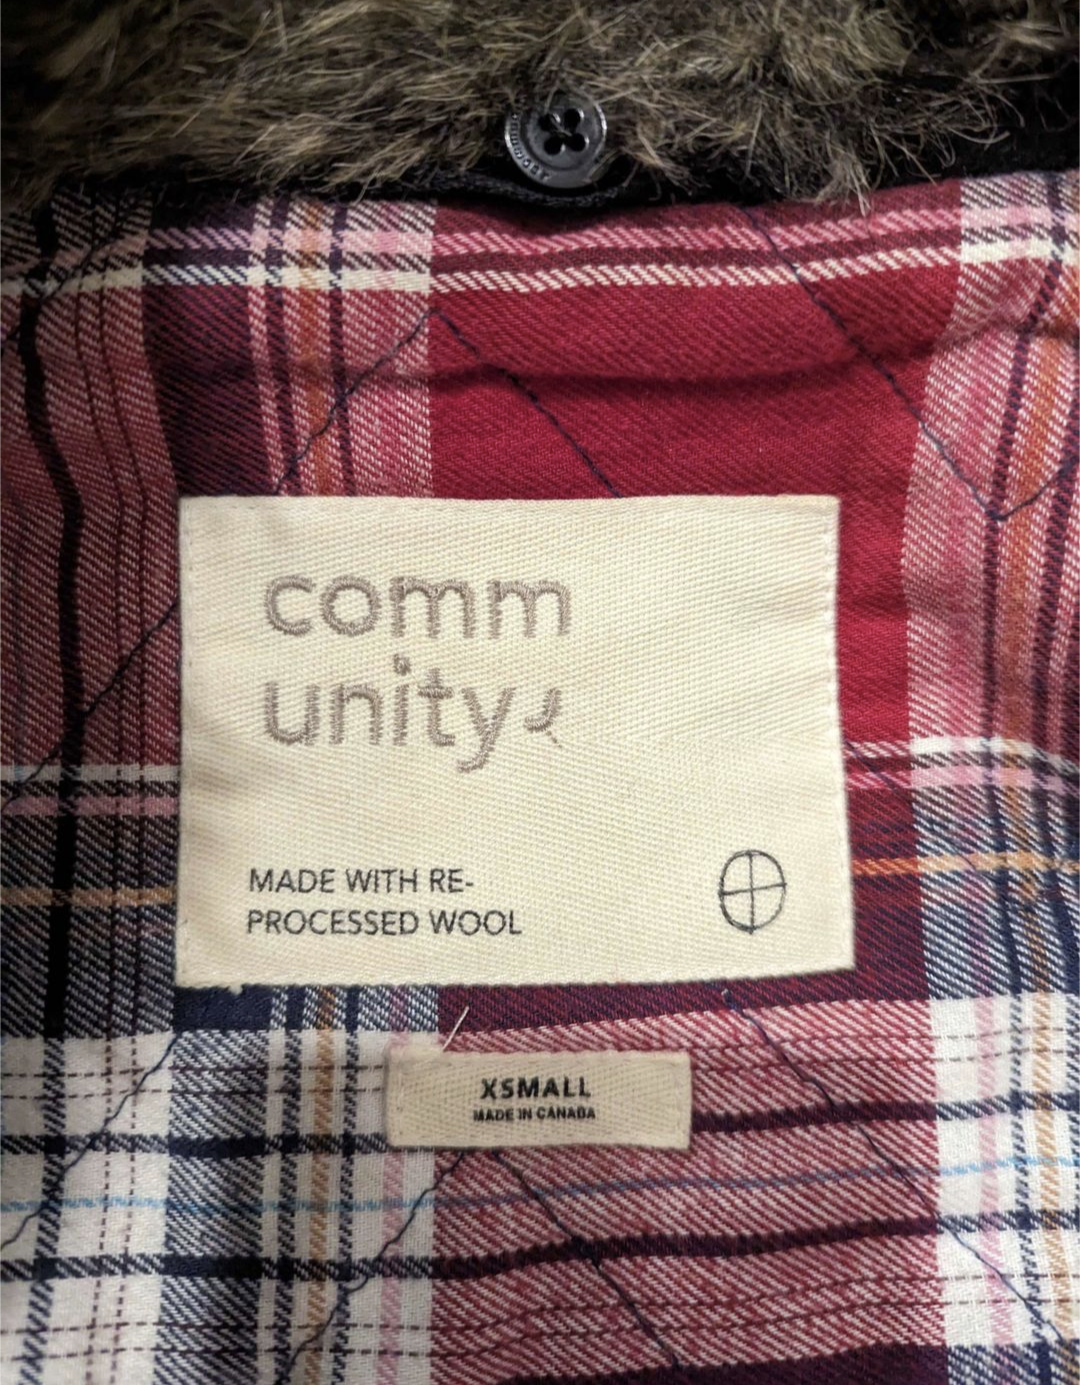 comm
unity
MADE WITH RE-
PROCESSED WOOL
XSMALL
MADE IN CANADA